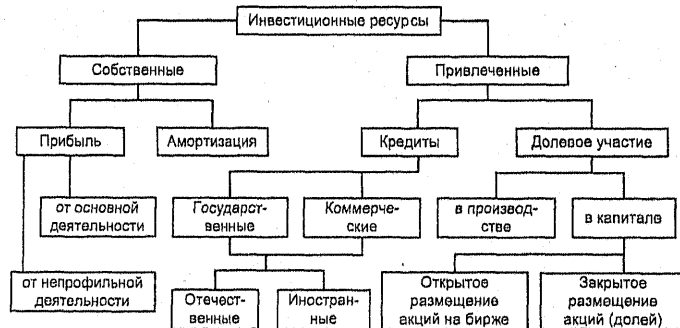 Инвестиционные ресурсы
Собственные
Привлеченные
Прибыль
Амортизация
Кредиты
Долевое участие
от основной
деятельности
Государст-
венные
Коммерче-
ские
в производ-
стве
в капитале
от непрофильной
деятельности
Отечест-
венные
Иностран-
ные
Открытое
размещение
акций на бирже
Закрытое
размещение
акций (долей)